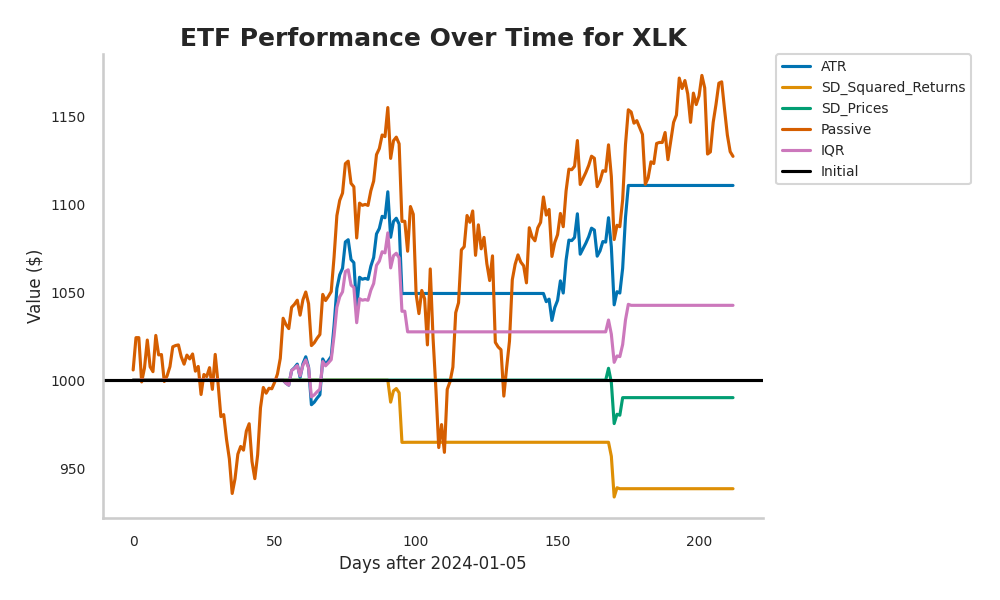 ETF Performance Over Time for XLK
ATR
SD_Squared_Returns
SD_Prices
Passive
IQR
Initial
1150
1100
1050
1000
950
Value ($)
0 50 100 150 200
Days after 2024-01-05